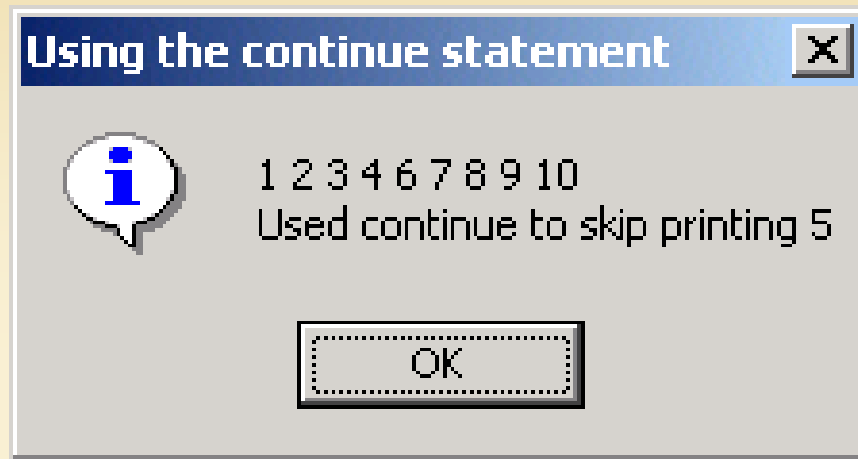 Using the continue statement
1 2 3 4 6 7 8 9 10
Used continue to skip printing 5
OK